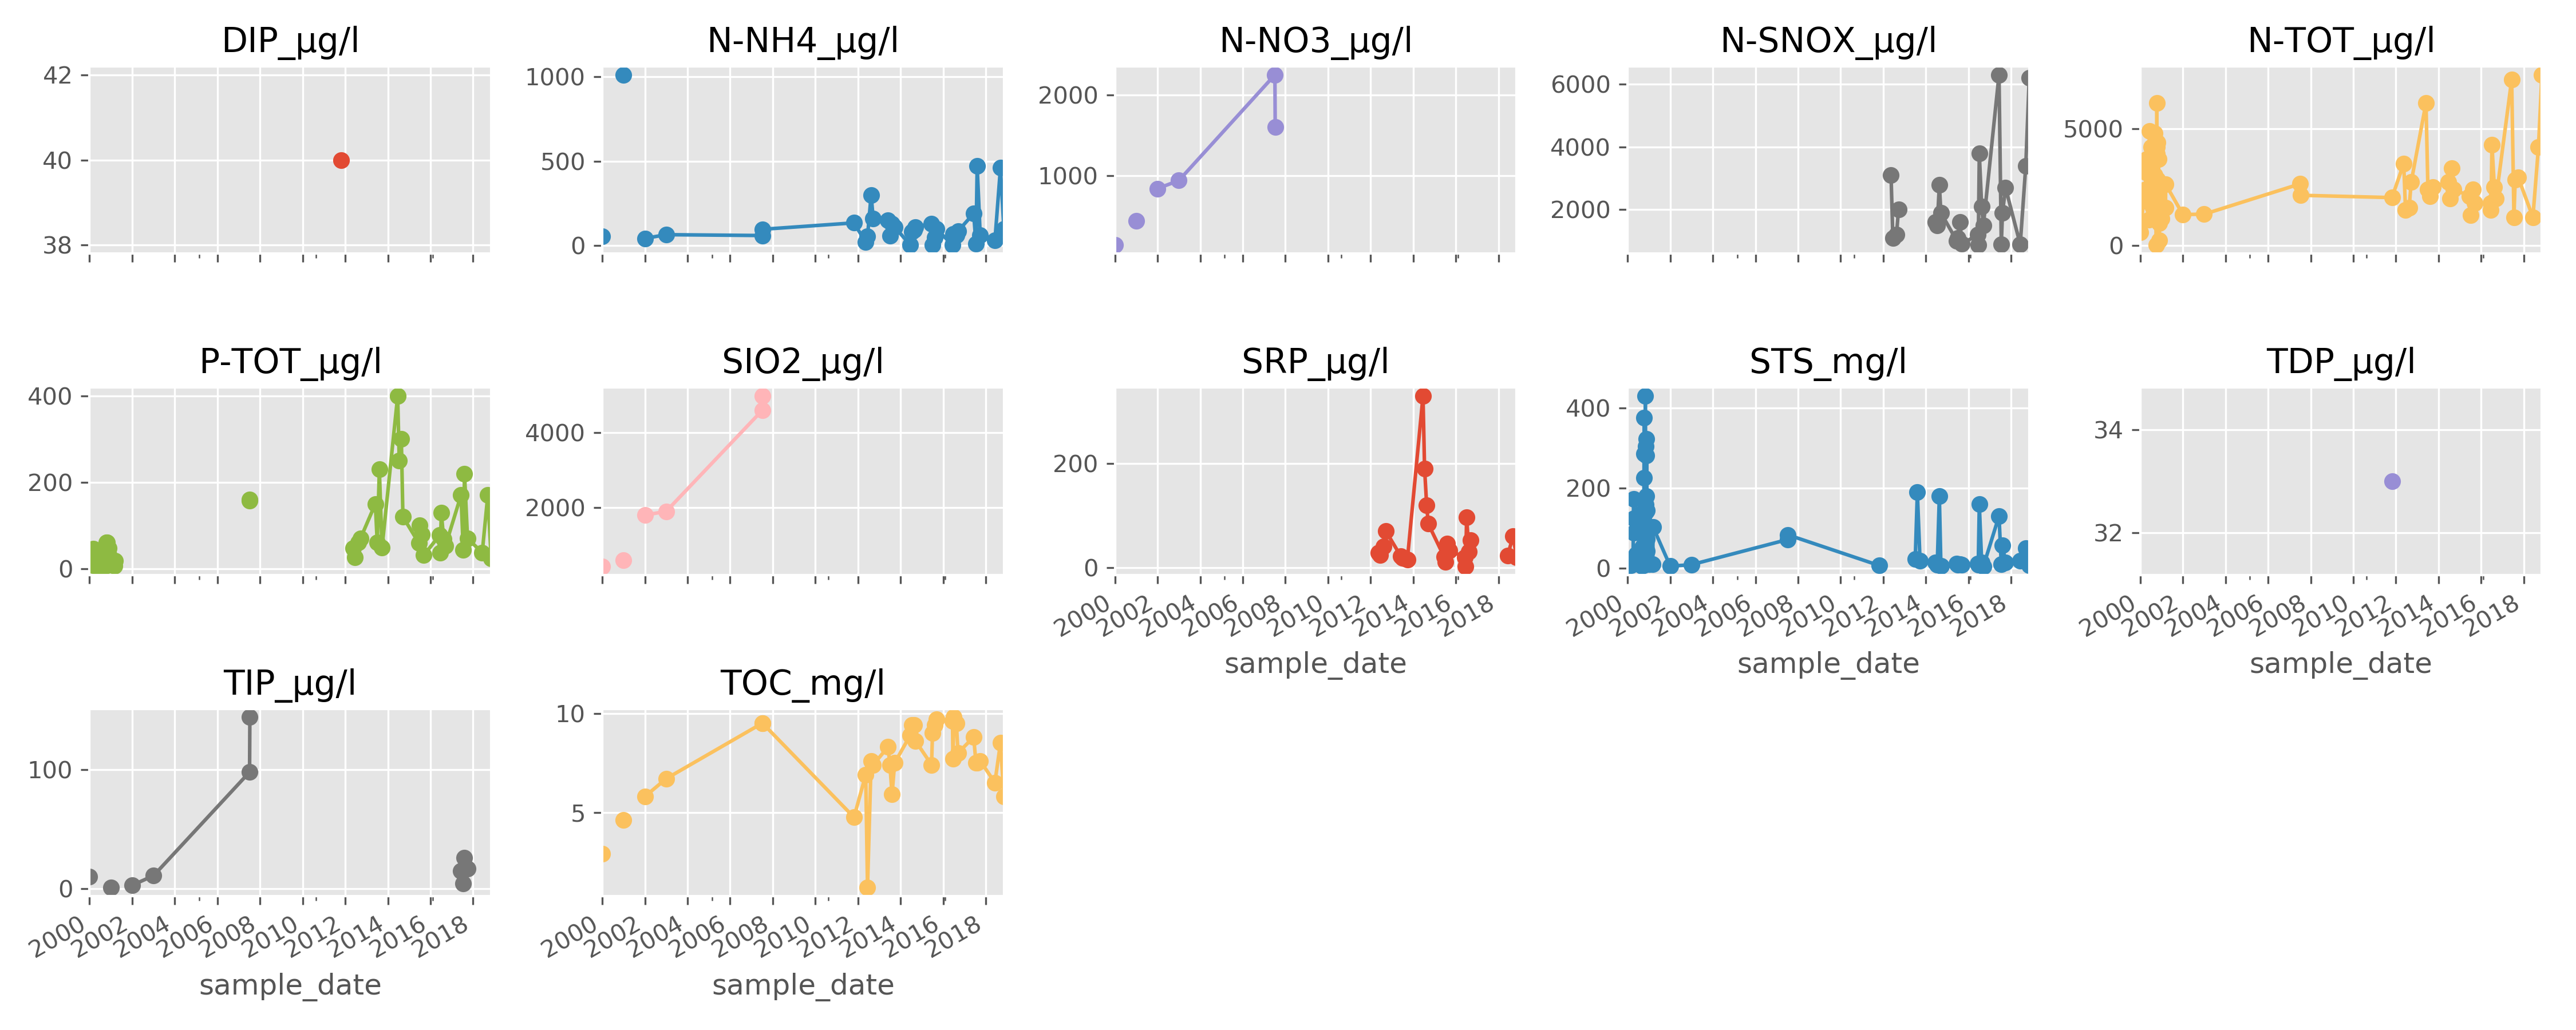 DIP_µg/l N-NH4_µg/l N-NO3_µg/l N-SNOX_µg/l N-TOT_µg/l
42 1000 2000 6000 5000
40 500 1000 4000 0
38 0 2000
P-TOT_µg/l SIO2_µg/l SRP_µg/l STS_mg/l TDP_µg/l
400 4000 200 400 34
200 2000 0 200 32
0 0
2000 2002 2004 2006 2008 2010 2012 2014 2016 2018 2000 2002 2004 2006 2008 2010 2012 2014 2016 2018 2000 2002 2004 2006 2008 2010 2012 2014 2016 2018
sample_date sample_date sample_date
TIP_µg/l TOC_mg/l
100 10
0 5
2000 2002 2004 2006 2008 2010 2012 2014 2016 2018 2000 2002 2004 2006 2008 2010 2012 2014 2016 2018
sample_date sample_date